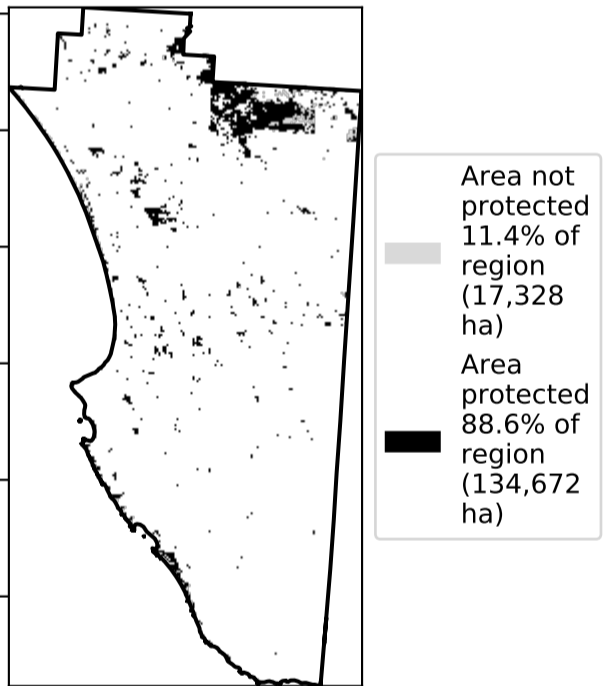 Area not
protected
11.4% of
region
(17,328
ha)
Area
protected
88.6% of
region
(134,672
ha)